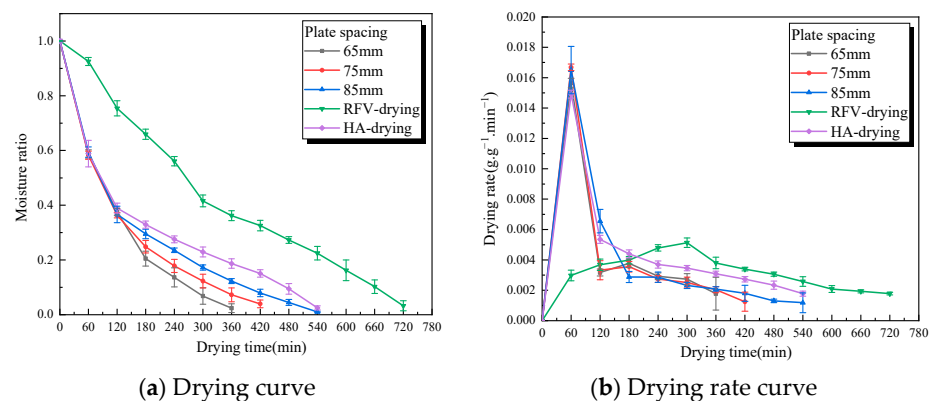 Plate spacing
65mm
75mm
85mm
RFV-drying
HA-drying
1.0
0.8
0.6
0.4
0.2
0.0
Moisture ratio
0 60 120 180 240 300 360 420 480 540 600 660 720 780
Drying time(min)
(a) Drying curve
Plate spacing
65mm
75mm
85mm
RFV-drying
HA-drying
0.020
0.018
0.016
0.014
0.012
0.010
0.008
0.006
0.004
0.002
0.000
Drying rate(g.g⁻¹.min⁻¹)
0 60 120 180 240 300 360 420 480 540 600 660 720 780
Drying time(min)
(b) Drying rate curve